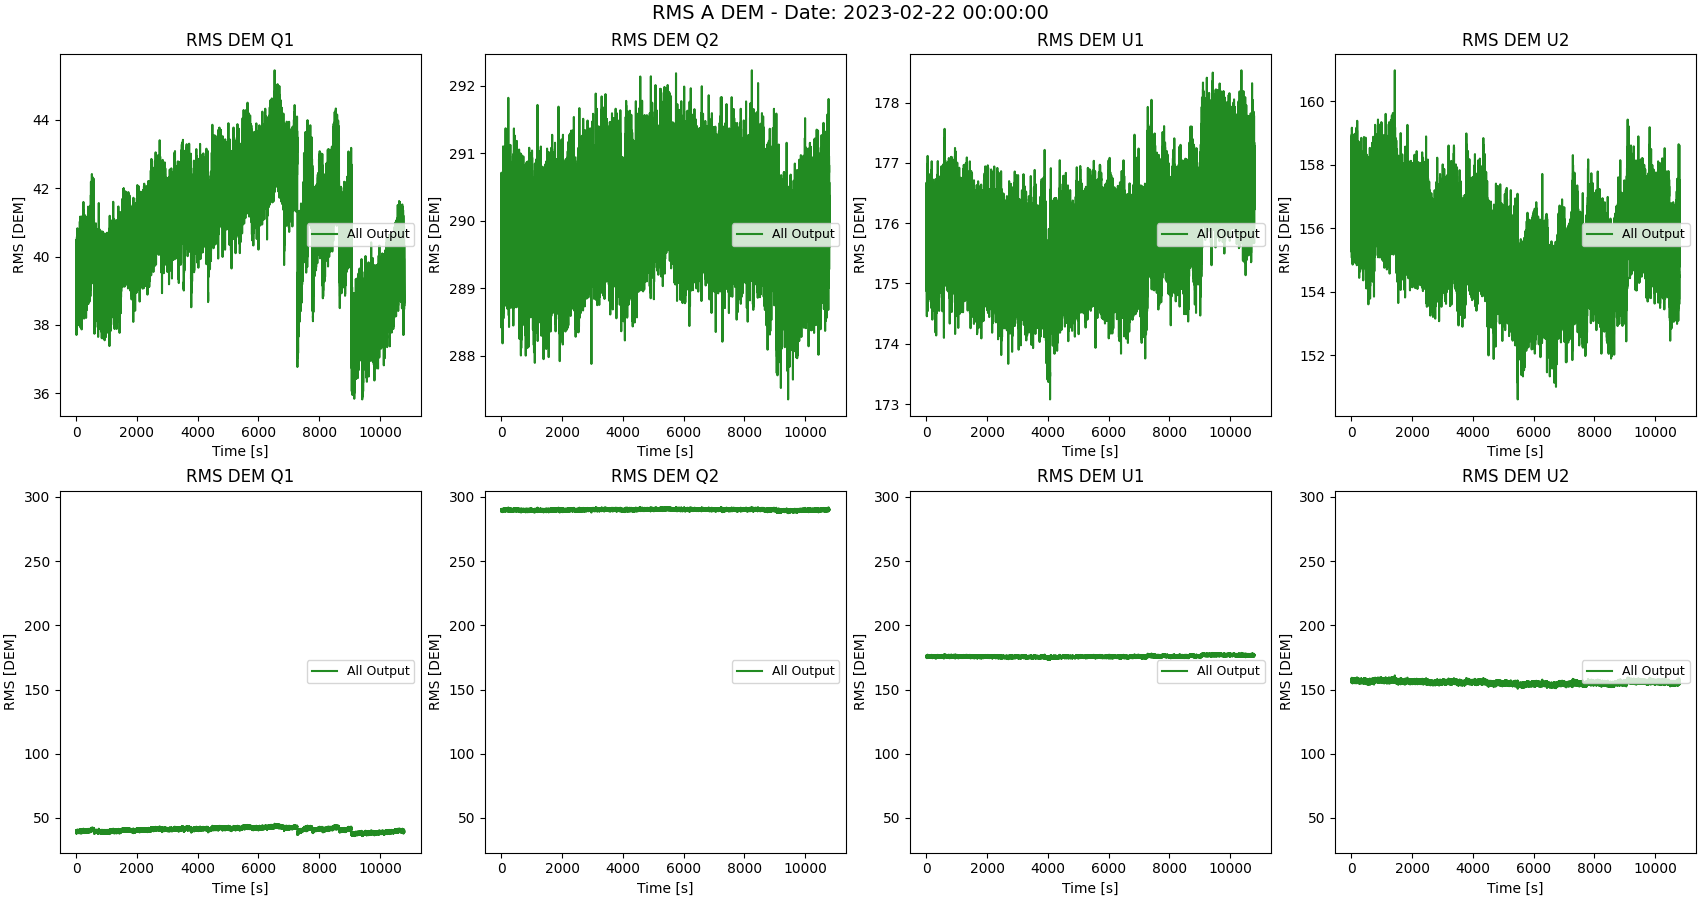 RMS A DEM - Date: 2023-02-22 00:00:00
RMS DEM Q1
RMS [DEM]
44
42
40
38
36
0 2000 4000 6000 8000 10000
Time [s]
All Output
RMS DEM Q2
RMS [DEM]
292
291
290
289
288
0 2000 4000 6000 8000 10000
Time [s]
All Output
RMS DEM U1
RMS [DEM]
178
177
176
175
174
173
0 2000 4000 6000 8000 10000
Time [s]
All Output
RMS DEM U2
RMS [DEM]
160
158
156
154
152
0 2000 4000 6000 8000 10000
Time [s]
All Output
RMS DEM Q1
RMS [DEM]
300
250
200
150
100
50
0 2000 4000 6000 8000 10000
Time [s]
All Output
RMS DEM Q2
RMS [DEM]
300
250
200
150
100
50
0 2000 4000 6000 8000 10000
Time [s]
All Output
RMS DEM U1
RMS [DEM]
300
250
200
150
100
50
0 2000 4000 6000 8000 10000
Time [s]
All Output
RMS DEM U2
RMS [DEM]
300
250
200
150
100
50
0 2000 4000 6000 8000 10000
Time [s]
All Output